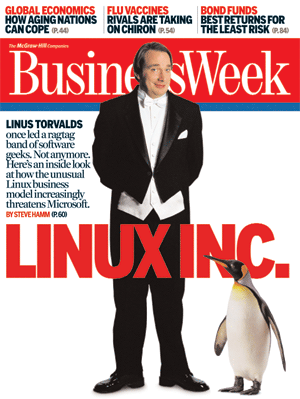 GLOBAL ECONOMICS
HOW AGING NATIONS
CAN COPE (P.44)
FLU VACCINES
RIVALS ARE TAKING
ON CHIRON (P.54)
BOND FUNDS
BEST RETURNS FOR
THE LEAST RISK (P.84)
The McGraw-Hill Companies
BusinessWeek
LINUS TORVALDS
once led a ragtag
band of software
geeks. Not anymore.
Here's an inside look
at how the unusual
Linux business
model increasingly
threatens Microsoft.
BY STEVE HAMM (P.60)
LINUX INC.